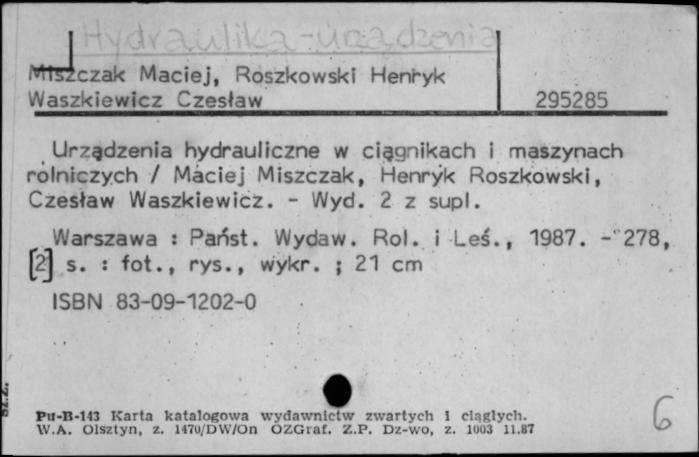 Hydraulika-urządzenia
Miszczak Maciej, Roszkowski Henryk
Waszkiewicz Czesław 295285
Urządzenia hydrauliczne w ciągnikach i maszynach
rolniczych / Maciej Miszczak, Henryk Roszkowski,
Czesław Waszkiewicz. - Wyd. 2 z supl.
Warszawa : Państ. Wydaw. Rol. i Leś., 1987. - 278,
[2] s. : fot., rys., wykr. ; 21 cm
ISBN 83-09-1202-0
Pu-B-143 Karta katalogowa wydawnictw zwartych i ciągłych.
W.A. Olsztyn, z. 1470/DW/On OZGraf. Z.P. Dz-wo, z. 1003 11.87
6